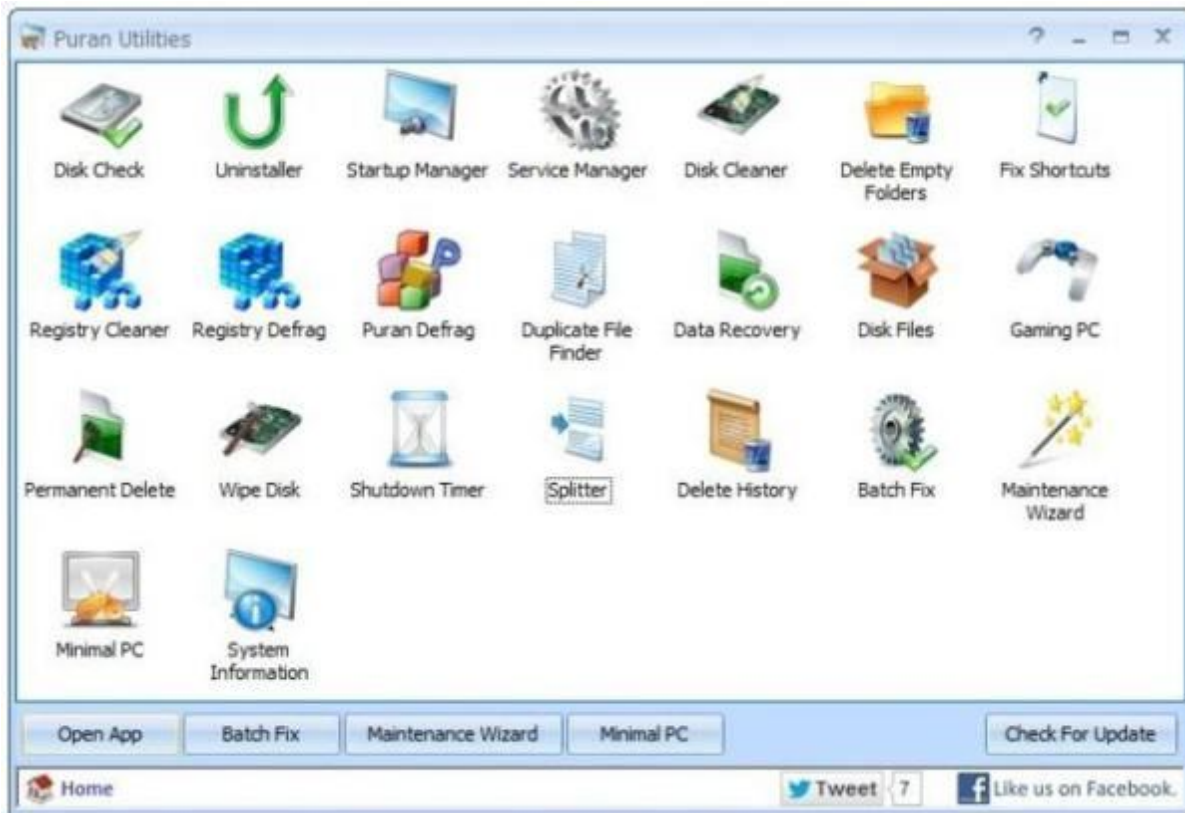 Puran Utilities
Disk Check
Uninstaller
Startup Manager
Service Manager
Disk Cleaner
Delete Empty
Folders
Fix Shortcuts
Registry Cleaner
Registry Defrag
Puran Defrag
Duplicate File
Finder
Data Recovery
Disk Files
Gaming PC
Permanent Delete
Wipe Disk
Shutdown Timer
Splitter
Delete History
Batch Fix
Maintenance
Wizard
Minimal PC
System
Information
Open App
Batch Fix
Maintenance Wizard
Minimal PC
Check For Update
Home
Tweet
7
Like us on Facebook.